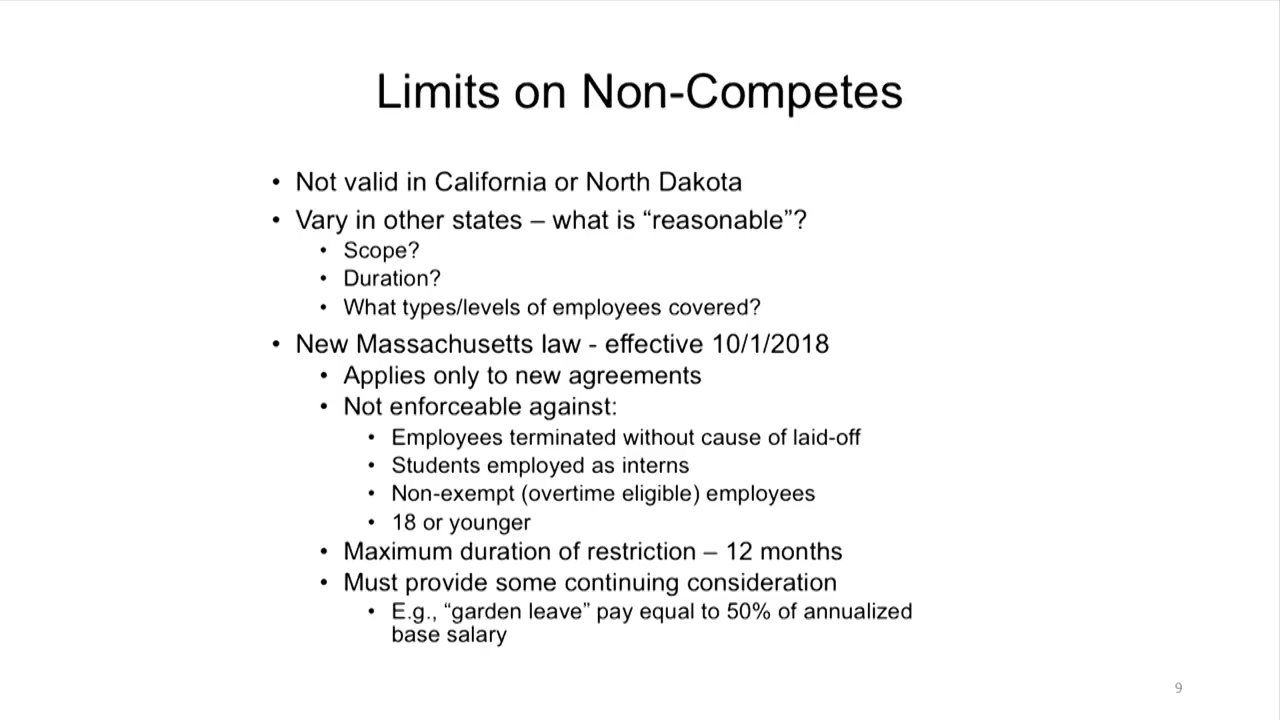 Limits on Non-Competes
• Not valid in California or North Dakota
• Vary in other states – what is “reasonable”?
• Scope?
• Duration?
• What types/levels of employees covered?
• New Massachusetts law - effective 10/1/2018
• Applies only to new agreements
• Not enforceable against:
• Employees terminated without cause of laid-off
• Students employed as interns
• Non-exempt (overtime eligible) employees
• 18 or younger
• Maximum duration of restriction – 12 months
• Must provide some continuing consideration
• E.g., “garden leave” pay equal to 50% of annualized
base salary
9